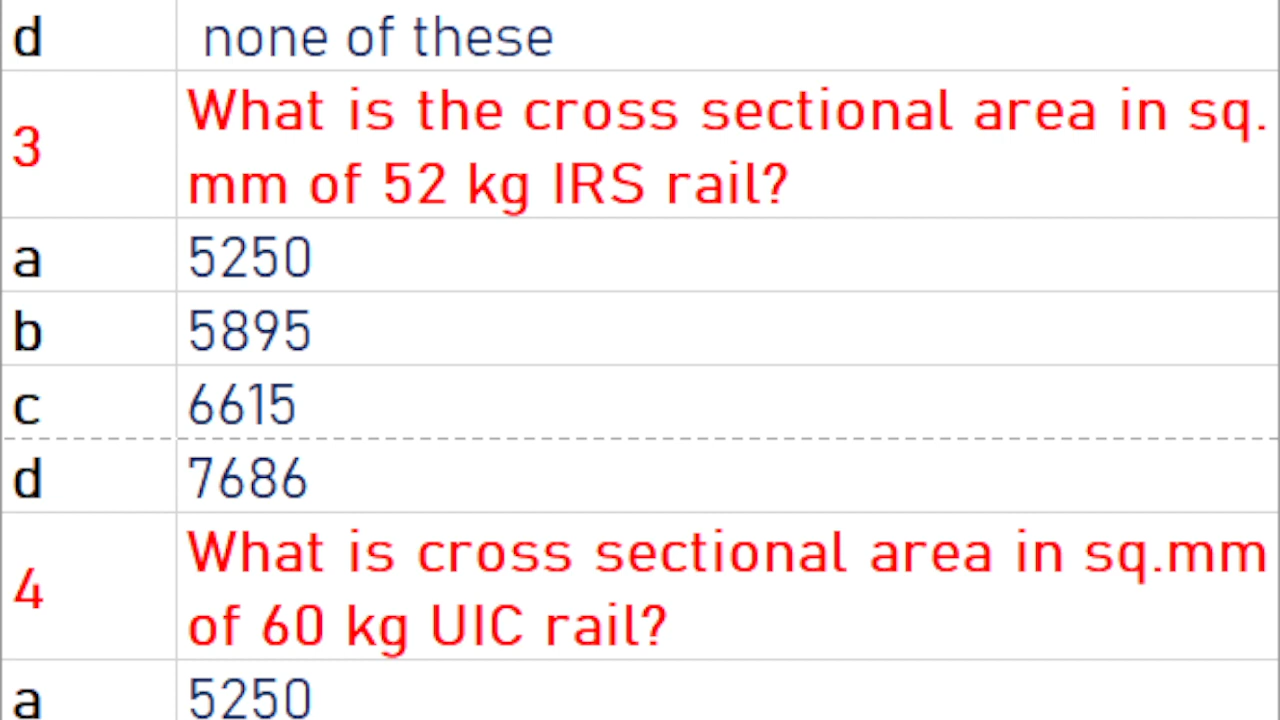 d none of these
3 What is the cross sectional area in sq.
mm of 52 kg IRS rail?
a 5250
b 5895
c 6615
d 7686
4 What is cross sectional area in sq.mm
of 60 kg UIC rail?
a 5250